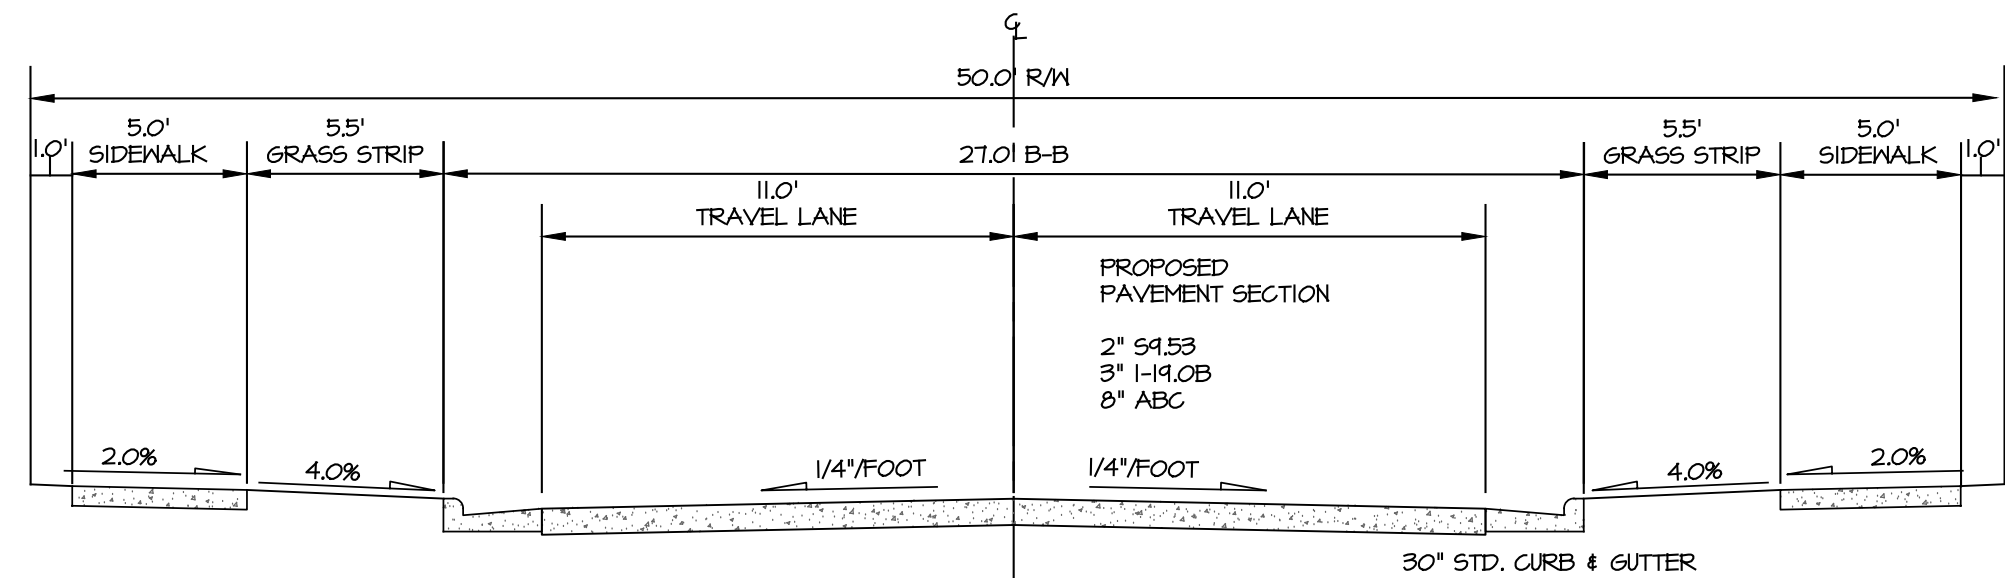 ℄
50.0' R/W
1.0'
5.0'
SIDEWALK
5.5'
GRASS STRIP
27.0' B-B
5.5'
GRASS STRIP
5.0'
SIDEWALK
1.0'
11.0'
TRAVEL LANE
11.0'
TRAVEL LANE
PROPOSED
PAVEMENT SECTION
2" S9.53
3" I-19.0B
8" ABC
2.0%
4.0%
1/4"/FOOT
1/4"/FOOT
4.0%
2.0%
30" STD. CURB & GUTTER